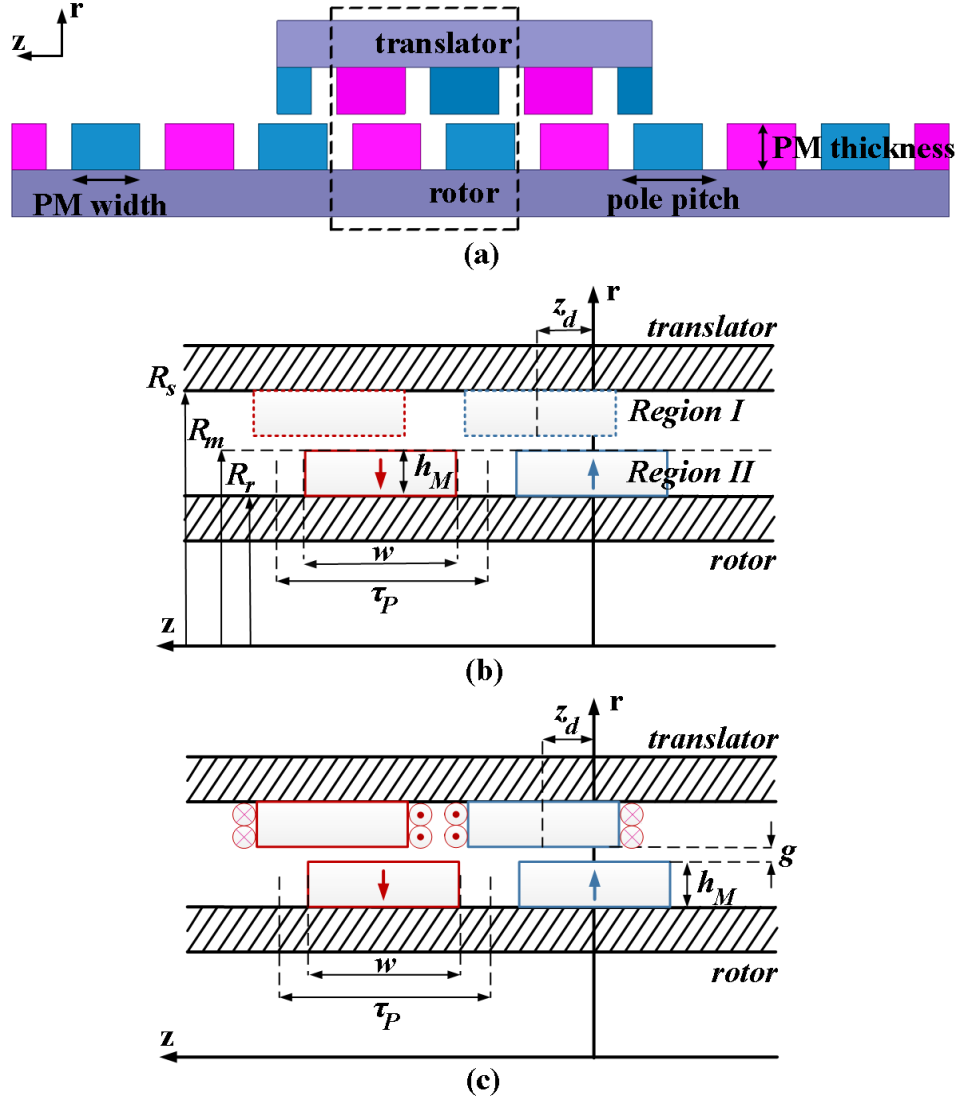 r
z
translator
PM thickness
PM width
rotor
pole pitch
(a)
r
z_d
translator
R_s
Region I
R_m
h_M
Region II
R_r
w
rotor
τ_P
z
(b)
r
z_d
translator
g
h_M
w
rotor
τ_P
z
(c)